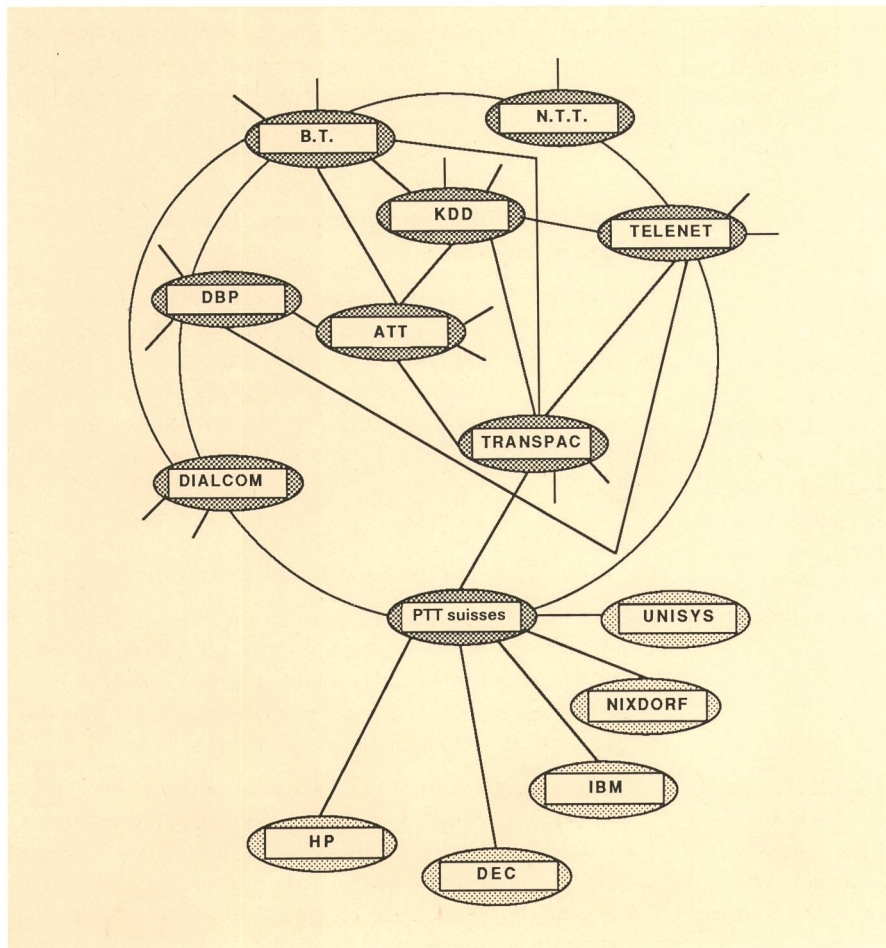 N.T.T.
B.T.
KDD
TELENET
DBP
ATT
TRANSPAC
DIALCOM
PTT suisses
UNISYS
NIXDORF
IBM
HP
DEC